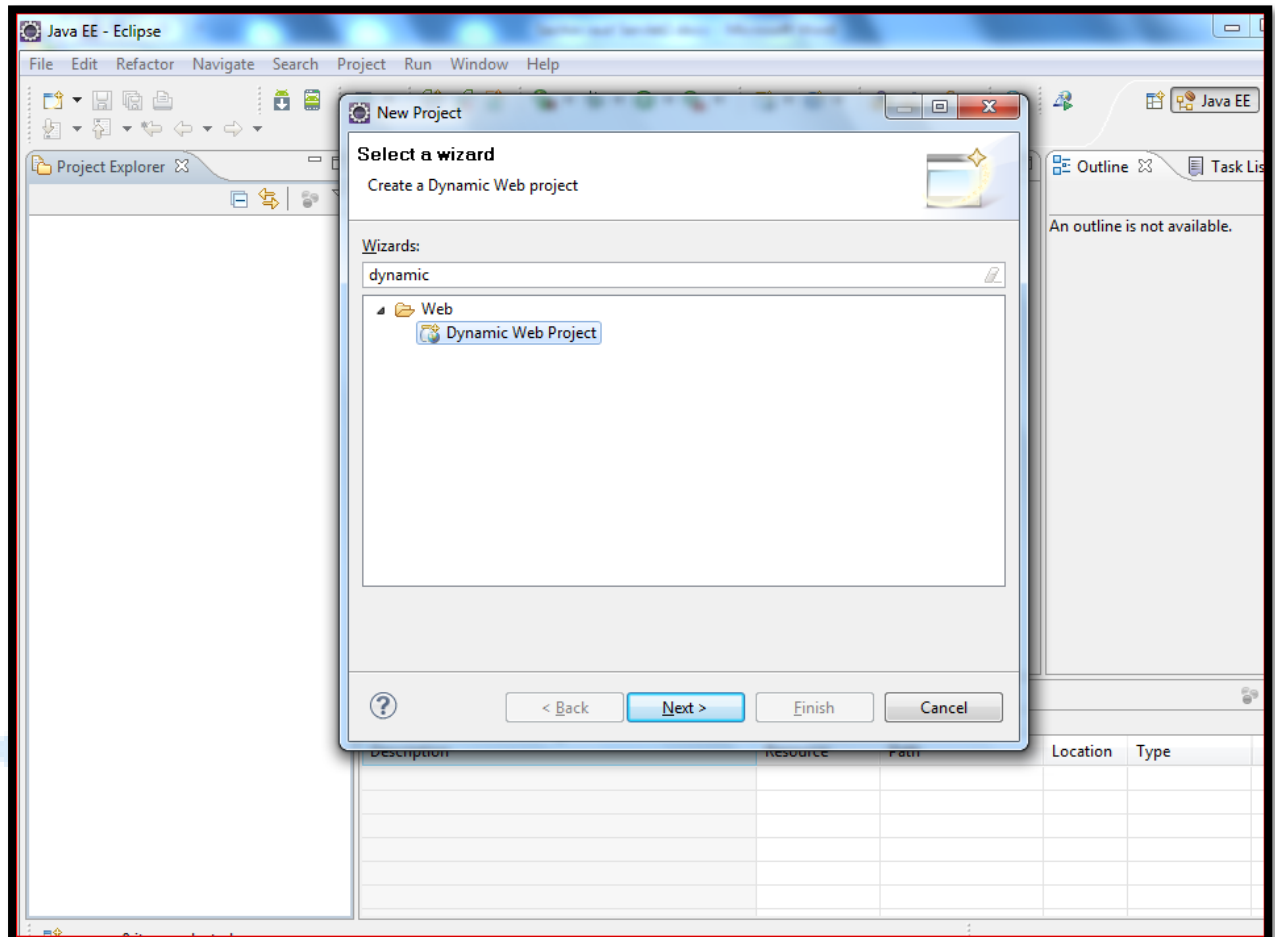 Java EE - Eclipse
File Edit Refactor Navigate Search Project Run Window Help
Java EE
New Project
Project Explorer
Select a wizard
Create a Dynamic Web project
Outline
Task Lis
An outline is not available.
Wizards:
dynamic
Web
Dynamic Web Project
< Back
Next >
Finish
Cancel
Description Resource Path Location Type